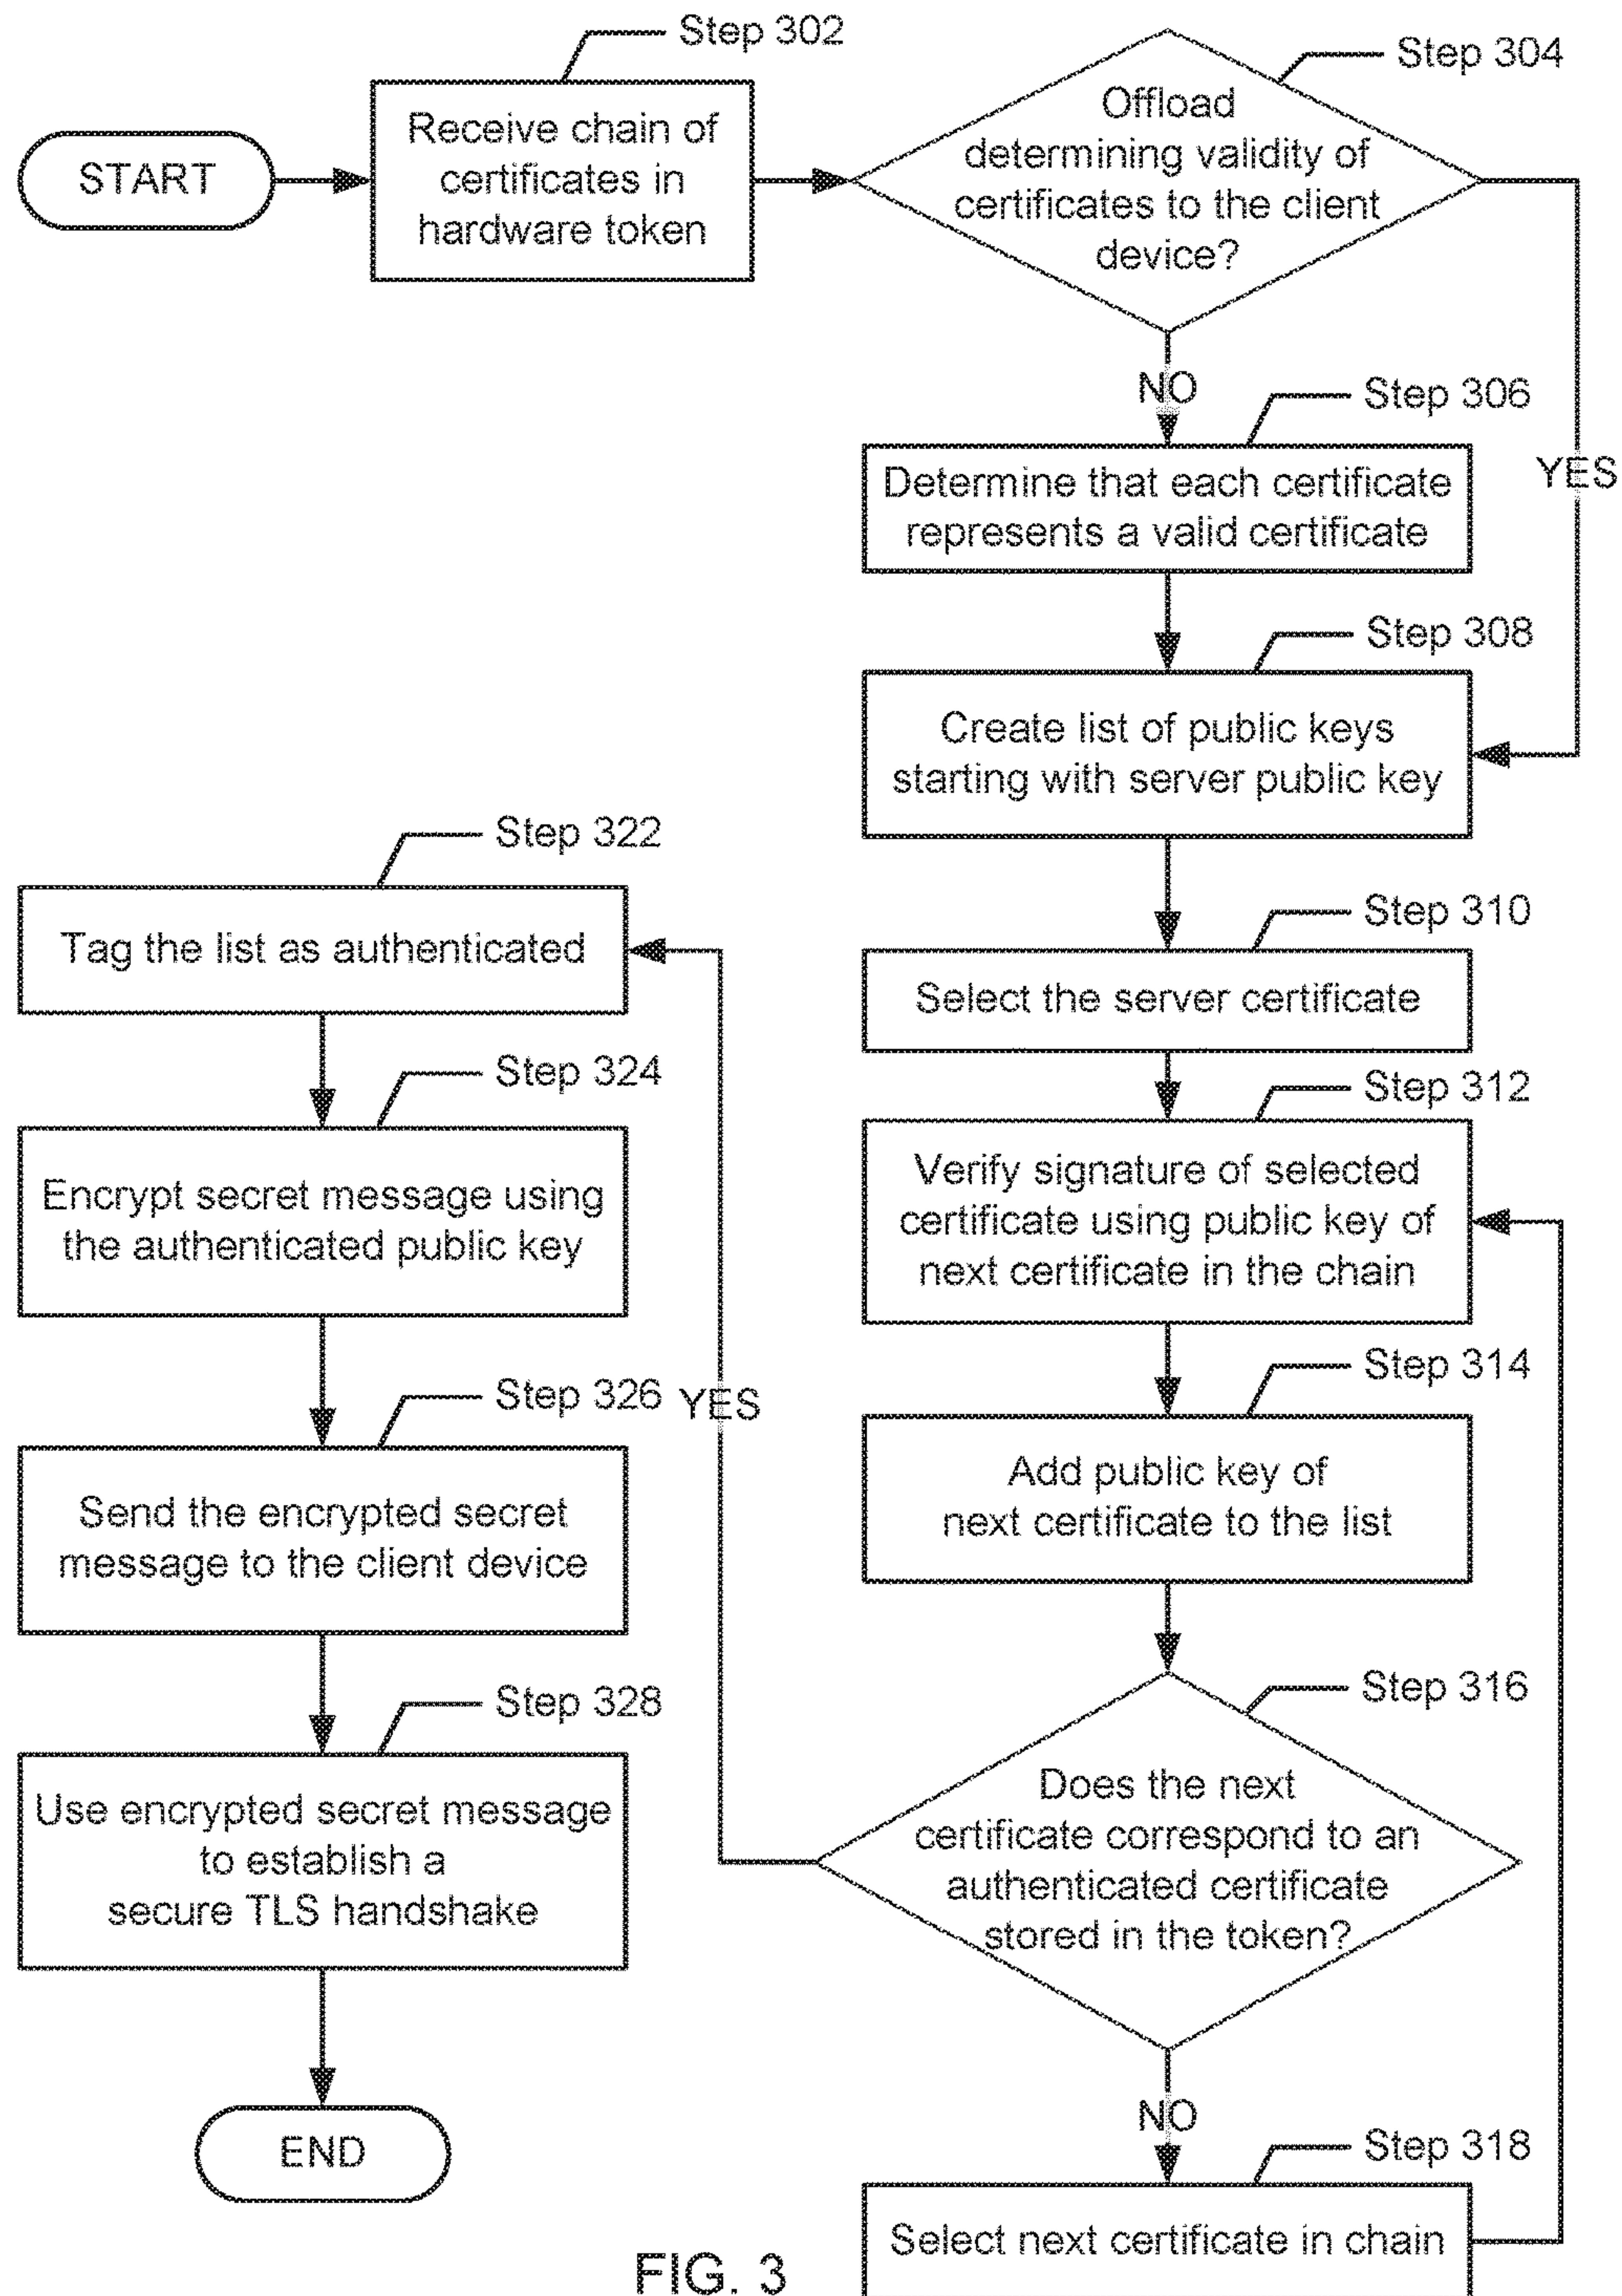 Step 302
START
Receive chain of
certificates in
hardware token
Step 304
Offload
determining validity of
certificates to the client
device?
NO
YES
Step 306
Determine that each certificate
represents a valid certificate
Step 308
Create list of public keys
starting with server public key
Step 310
Select the server certificate
Step 312
Verify signature of selected
certificate using public key of
next certificate in the chain
Step 314
Add public key of
next certificate to the list
Step 316
Does the next
certificate correspond to an
authenticated certificate
stored in the token?
NO
YES
Step 318
Select next certificate in chain
Step 322
Tag the list as authenticated
Step 324
Encrypt secret message using
the authenticated public key
Step 326
Send the encrypted secret
message to the client device
Step 328
Use encrypted secret message
to establish a
secure TLS handshake
END
FIG. 3